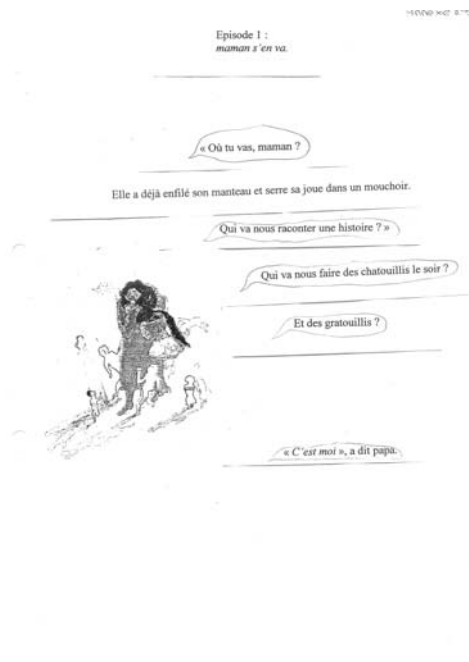 Episode 1 :
maman s'en va.
« Où tu vas, maman ?
Elle a déjà enfilé son manteau et serre sa joue dans un mouchoir.
Qui va nous raconter une histoire ? »
Qui va nous faire des chatouillis le soir ?
Et des gratouillis ?
« C'est moi », a dit papa.